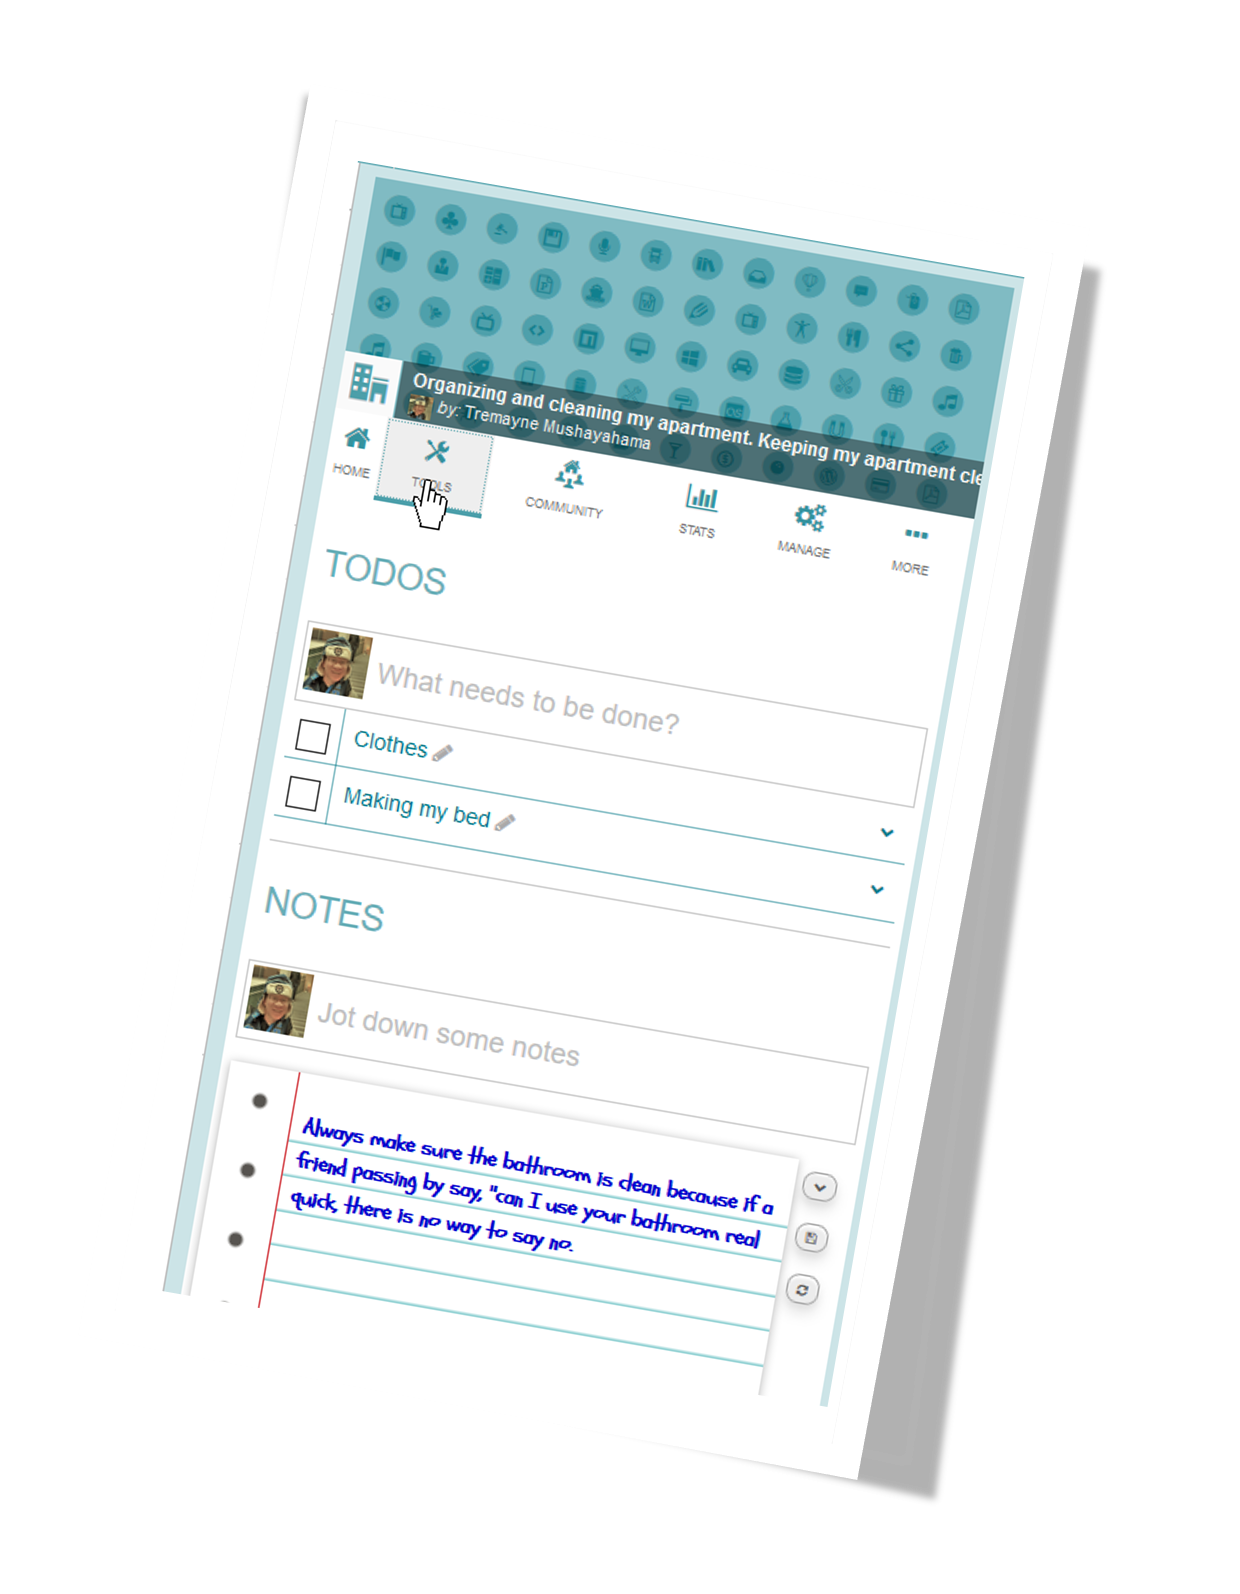 Organizing and cleaning my apartment. Keeping my apartment cle
by: Tremayne Mushayahama
HOME
TOOLS
COMMUNITY
STATS
MANAGE
MORE
TODOS
What needs to be done?
Clothes
Making my bed
NOTES
Jot down some notes
Always make sure the bathroom is clean because if a
friend passing by say, "can I use your bathroom real
quick, there is no way to say no.